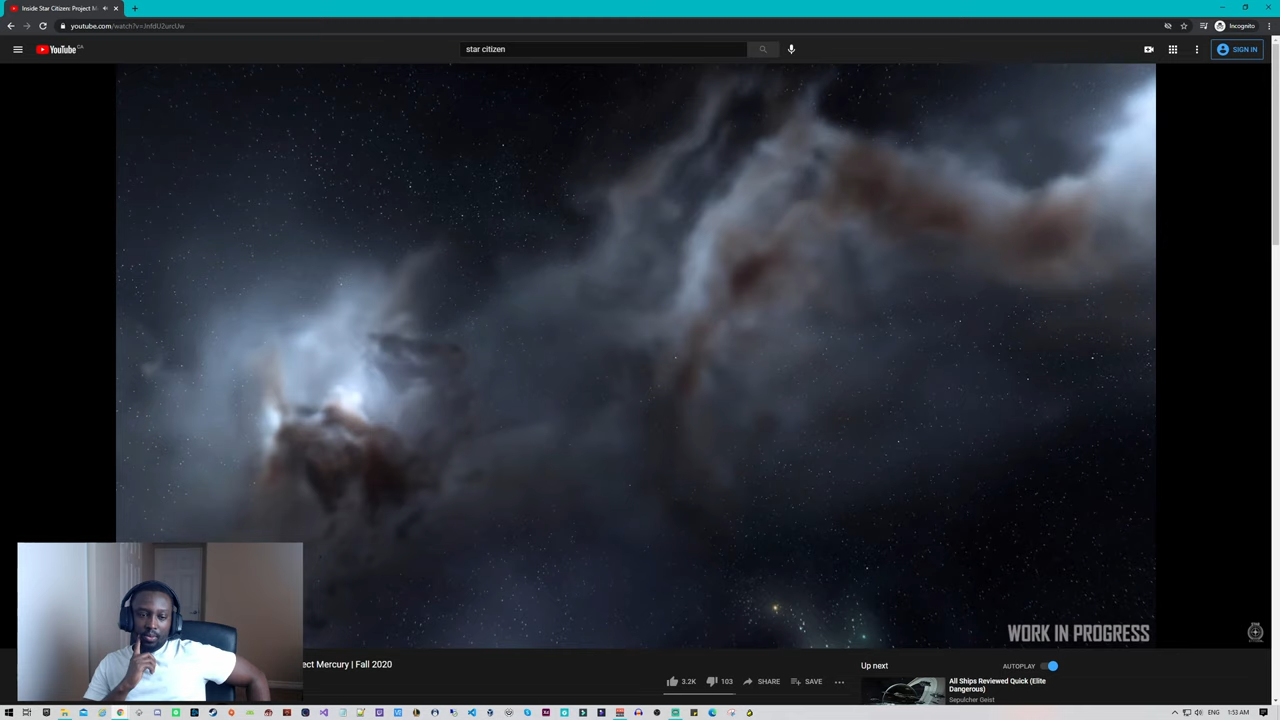 Inside Star Citizen: Project M
youtube.com/watch?v=JnfdU2urcUw
Incognito
YouTube CA
star citizen
SIGN IN
WORK IN PROGRESS
ect Mercury | Fall 2020
3.2K
103
SHARE
SAVE
Up next
AUTOPLAY
All Ships Reviewed Quick (Elite
Dangerous)
Sepulcher Geist
ENG
1:53 AM